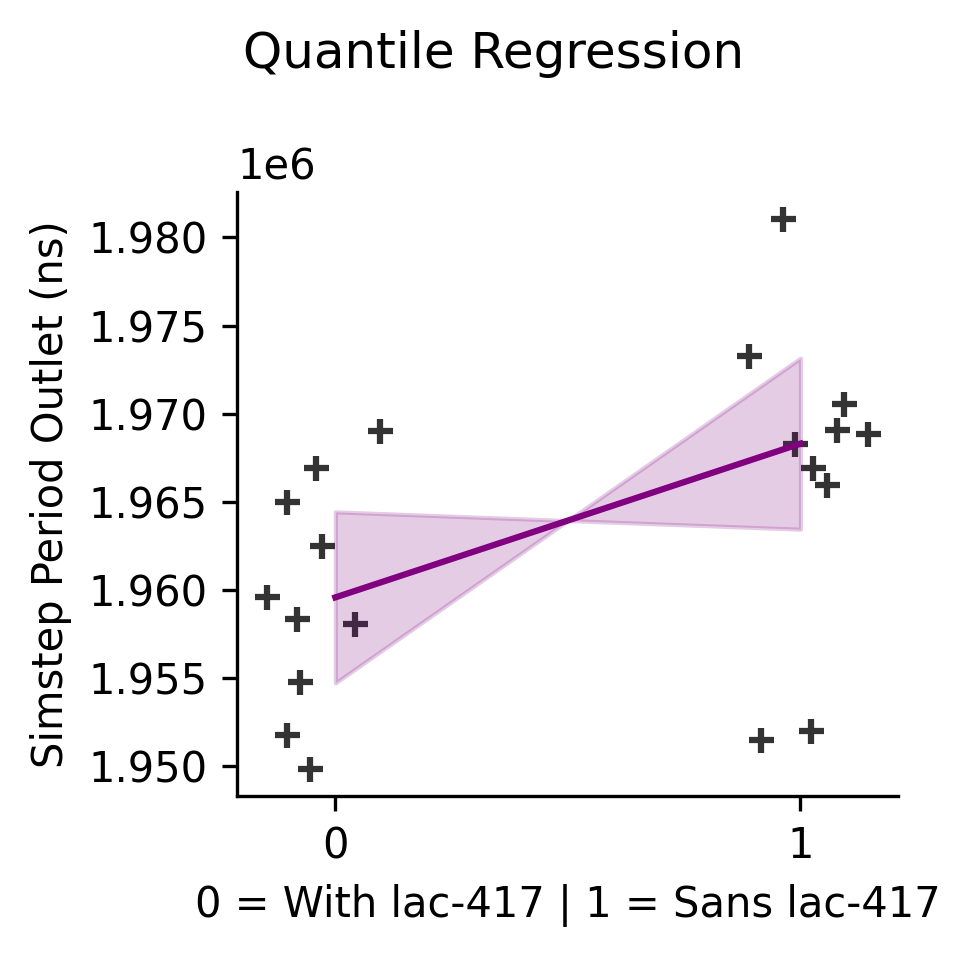 Quantile Regression
1e6
Simstep Period Outlet (ns)
1.980
1.975
1.970
1.965
1.960
1.955
1.950
0
1
0 = With lac-417 | 1 = Sans lac-417